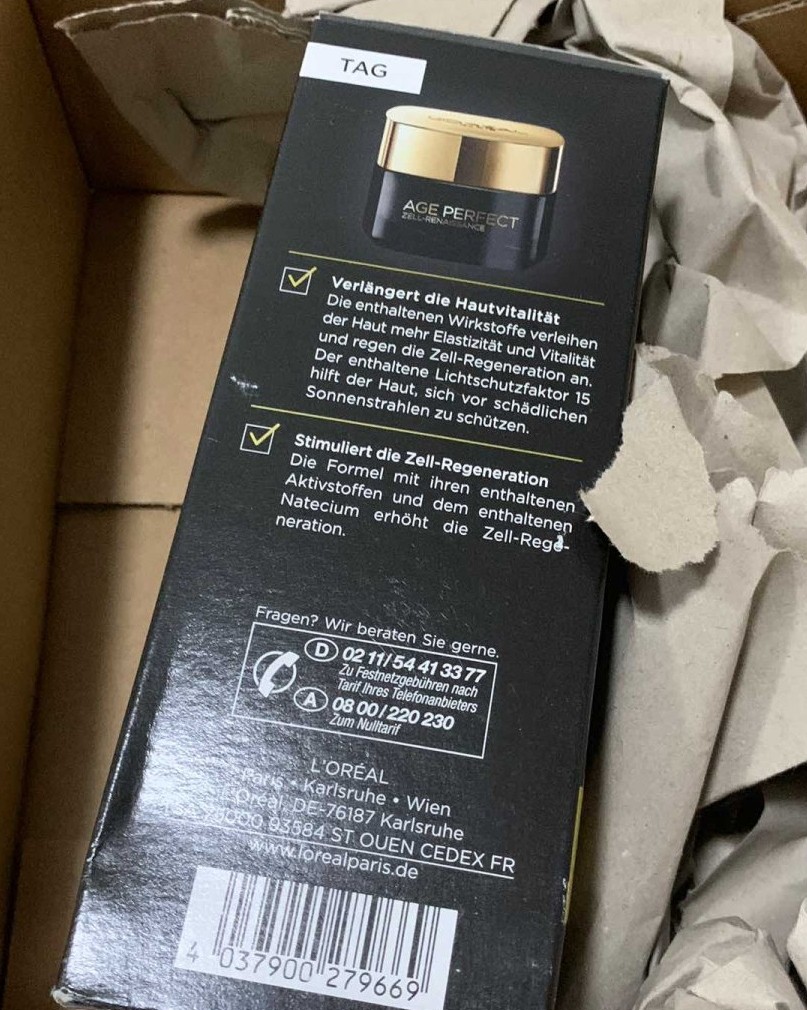 TAG
AGE PERFECT
ZELL-RENAISSANCE
Verlängert die Hautvitalität
Die enthaltenen Wirkstoffe verleihen
der Haut mehr Elastizität und Vitalität
und regen die Zell-Regeneration an.
Der enthaltene Lichtschutzfaktor 15
hilft der Haut, sich vor schädlichen
Sonnenstrahlen zu schützen.
Stimuliert die Zell-Regeneration
Die Formel mit ihren enthaltenen
Aktivstoffen und dem enthaltenen
Natecium erhöht die Zell-Rege-
neration.
Fragen? Wir beraten Sie gerne.
D 02 11/54 41 33 77
Zu Festnetzgebühren nach
Tarif Ihres Telefonanbieters
A 08 00/220 230
Zum Nulltarif
L'ORÉAL
Paris • Karlsruhe • Wien
L'Oréal, DE-76187 Karlsruhe
93584 ST OUEN CEDEX FR
www.lorealparis.de
4 037900 279669